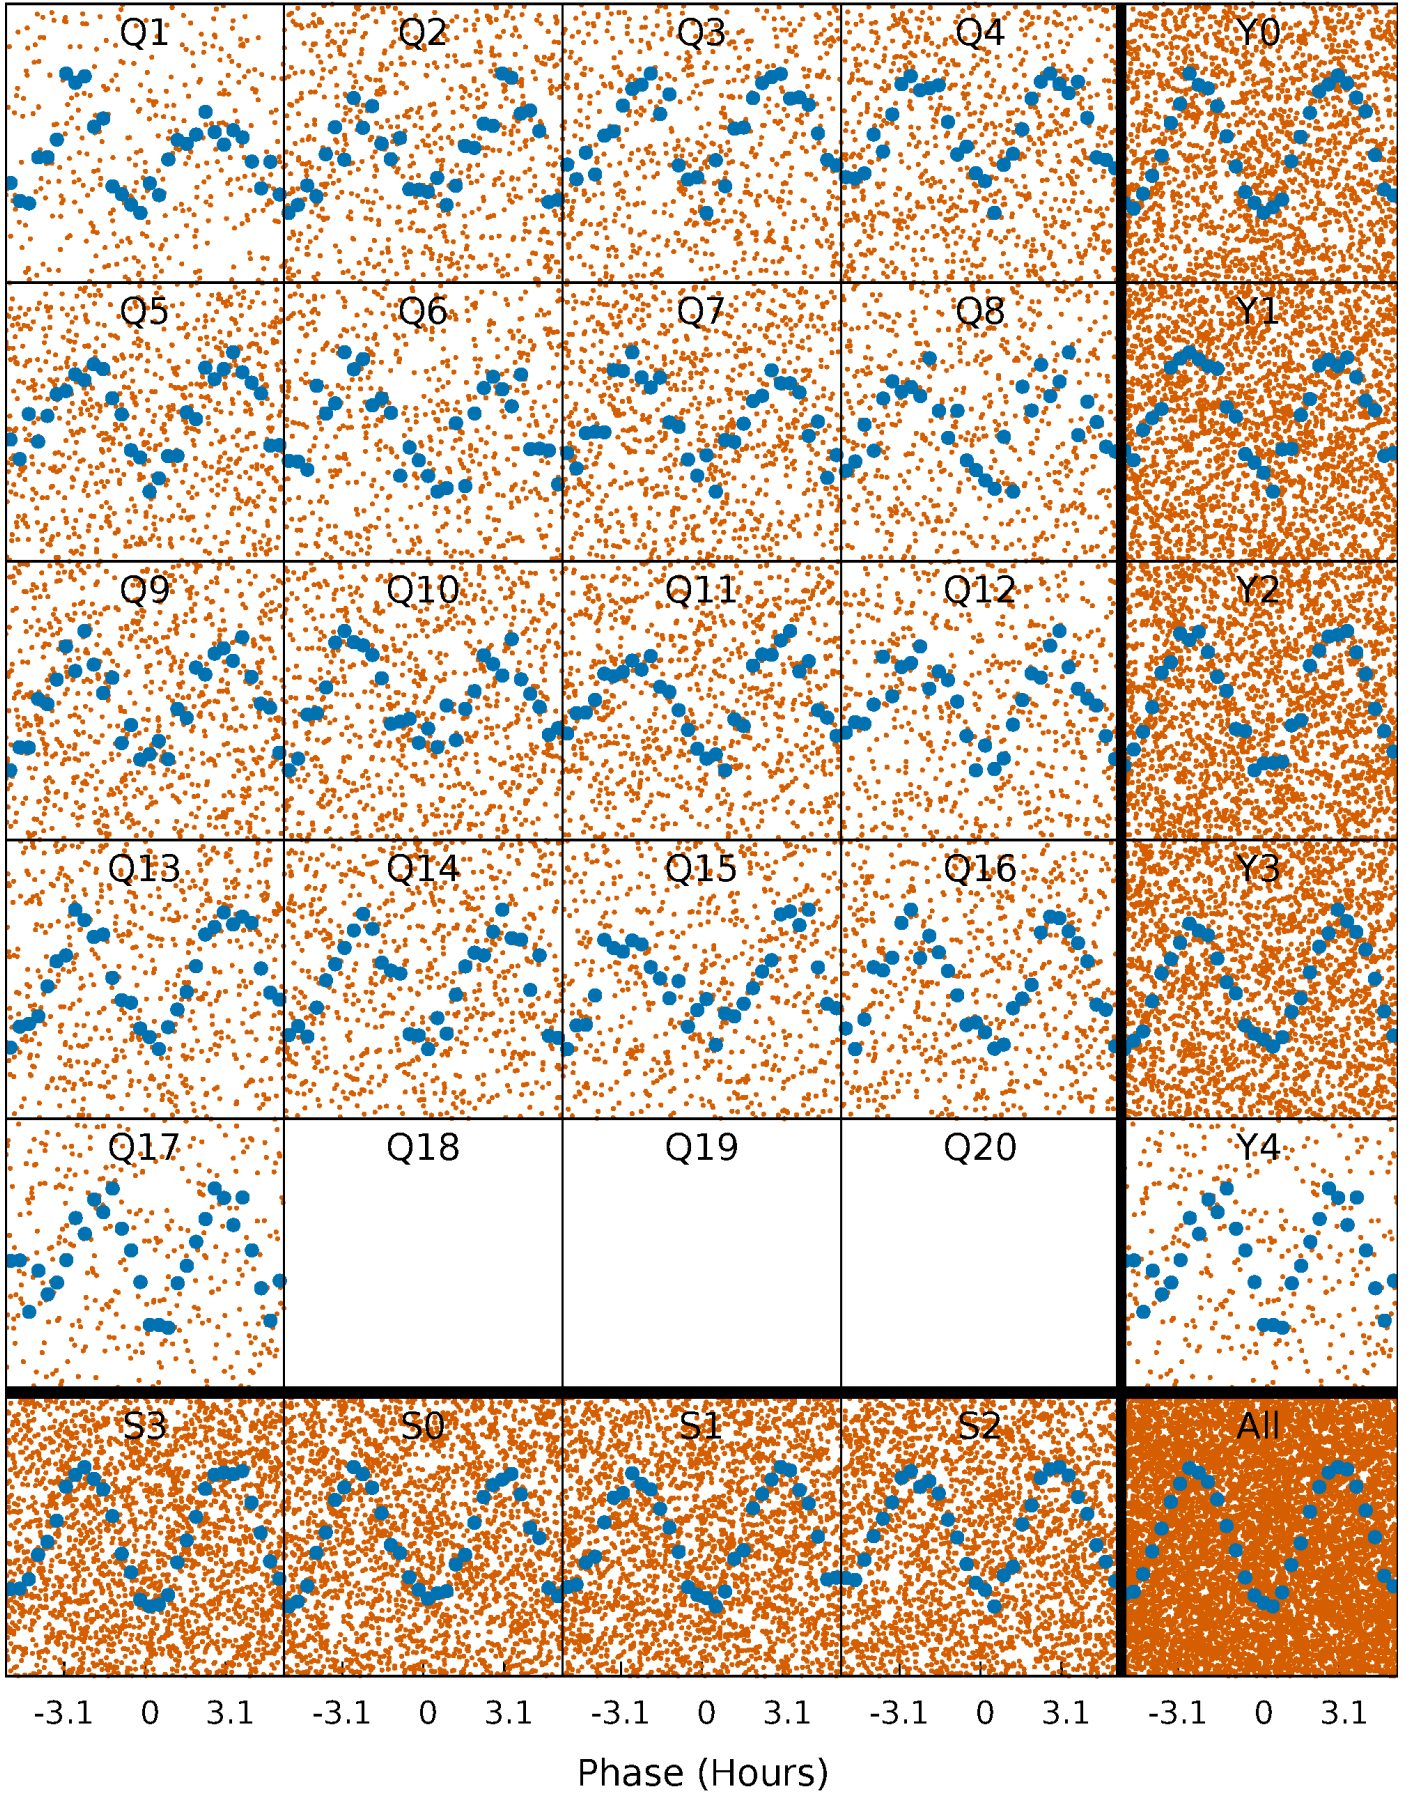 Q1 Q2 Q3 Q4 Y0
Q5 Q6 Q7 Q8 Y1
Q9 Q10 Q11 Q12 Y2
Q13 Q14 Q15 Q16 Y3
Q17 Q18 Q19 Q20 Y4
S3 S0 S1 S2 All
-3.1 0 3.1 -3.1 0 3.1 -3.1 0 3.1 -3.1 0 3.1 -3.1 0 3.1
Phase (Hours)